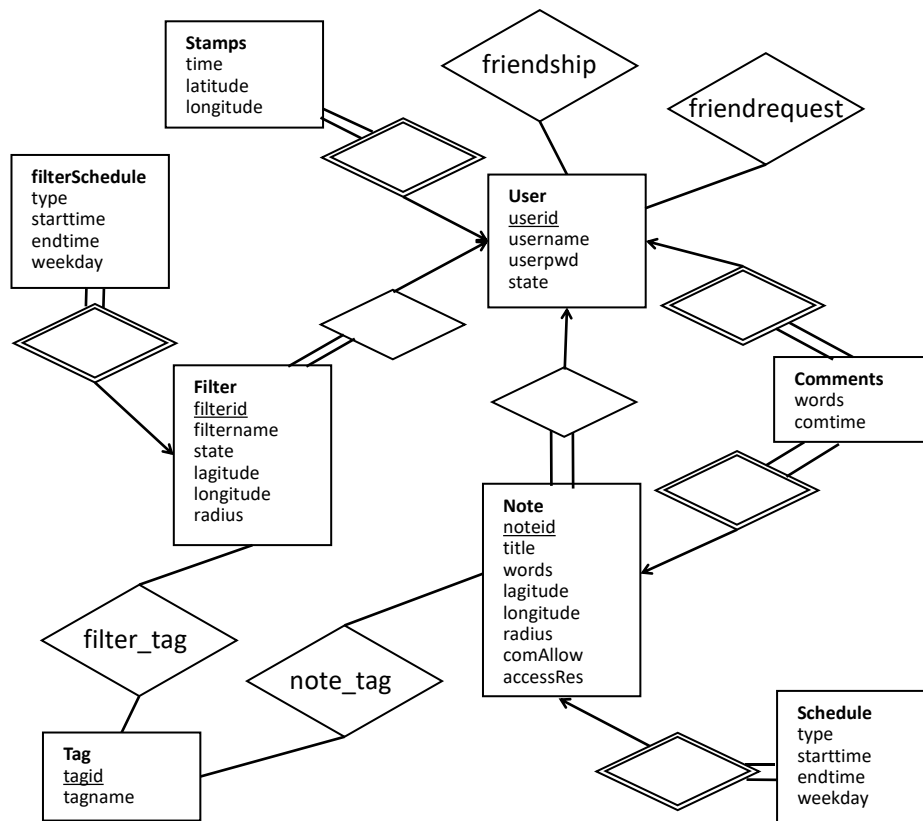 Stamps
time
latitude
longitude
friendship
friendrequest
filterSchedule
type
starttime
endtime
weekday
User
userid
username
userpwd
state
Filter
filterid
filtername
state
lagitude
longitude
radius
Comments
words
comtime
Note
noteid
title
words
lagitude
longitude
radius
comAllow
accessRes
filter_tag
note_tag
Tag
tagid
tagname
Schedule
type
starttime
endtime
weekday